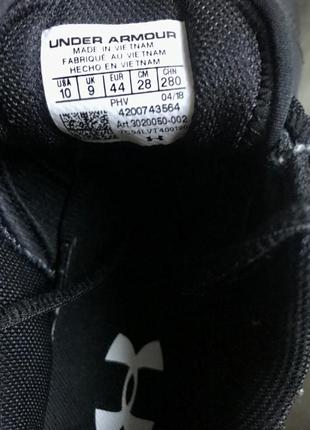 UNDER ARMOUR
MADE IN VIETNAM
FABRIQUÉ AU VIETNAM
HECHO EN VIETNAM
USA UK EUR CM CHN
10 9 44 28 280
PHV 04/18
4200743564
Art.3020050-002